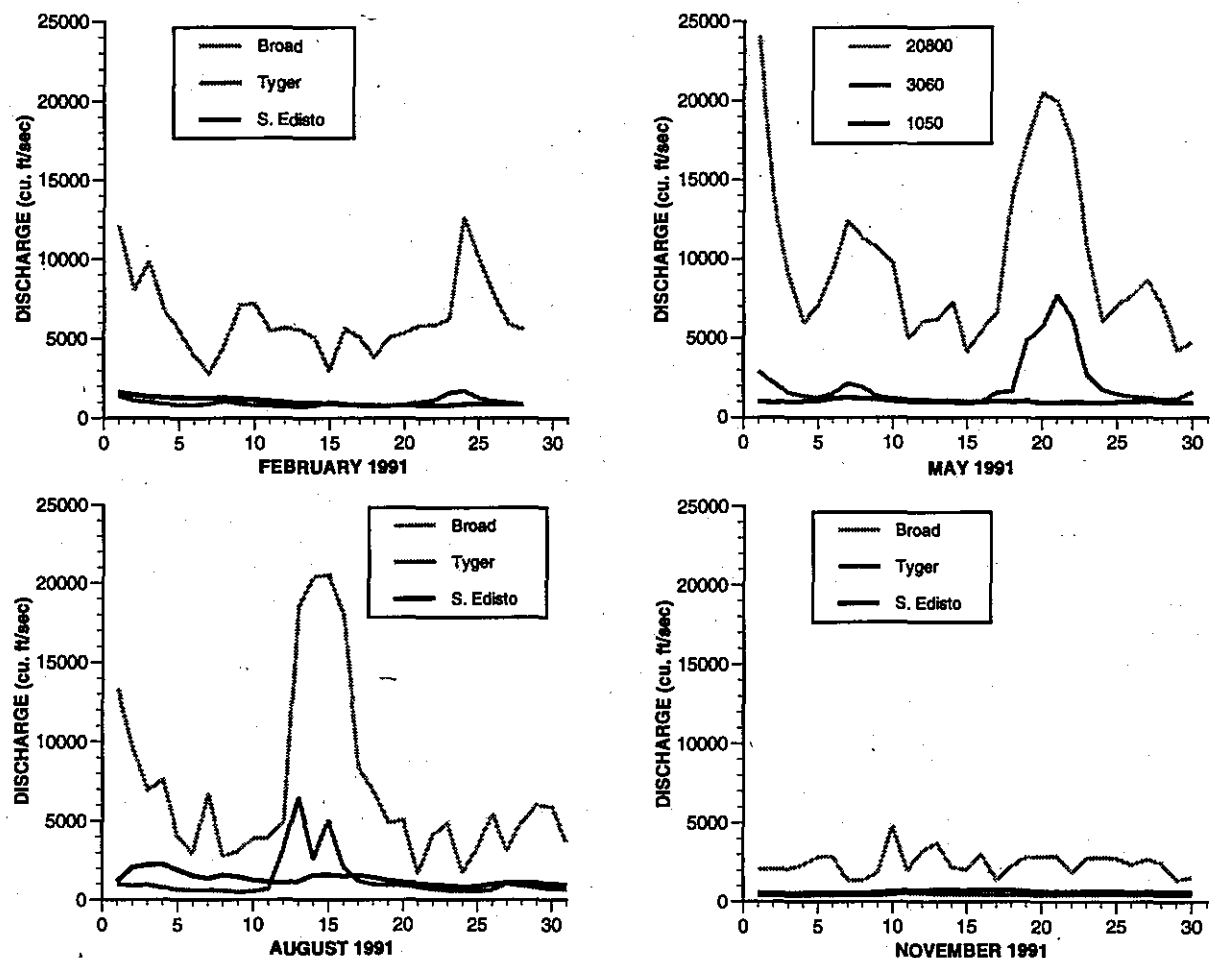 25000
20000
15000
10000
5000
0
DISCHARGE (cu. ft/sec)
Broad
Tyger
S. Edisto
0 5 10 15 20 25 30
FEBRUARY 1991
25000
20000
15000
10000
5000
0
DISCHARGE (cu. ft/sec)
20800
3060
1050
0 5 10 15 20 25 30
MAY 1991
25000
20000
15000
10000
5000
0
DISCHARGE (cu. ft/sec)
Broad
Tyger
S. Edisto
0 5 10 15 20 25 30
AUGUST 1991
25000
20000
15000
10000
5000
0
DISCHARGE (cu. ft/sec)
Broad
Tyger
S. Edisto
0 5 10 15 20 25 30
NOVEMBER 1991